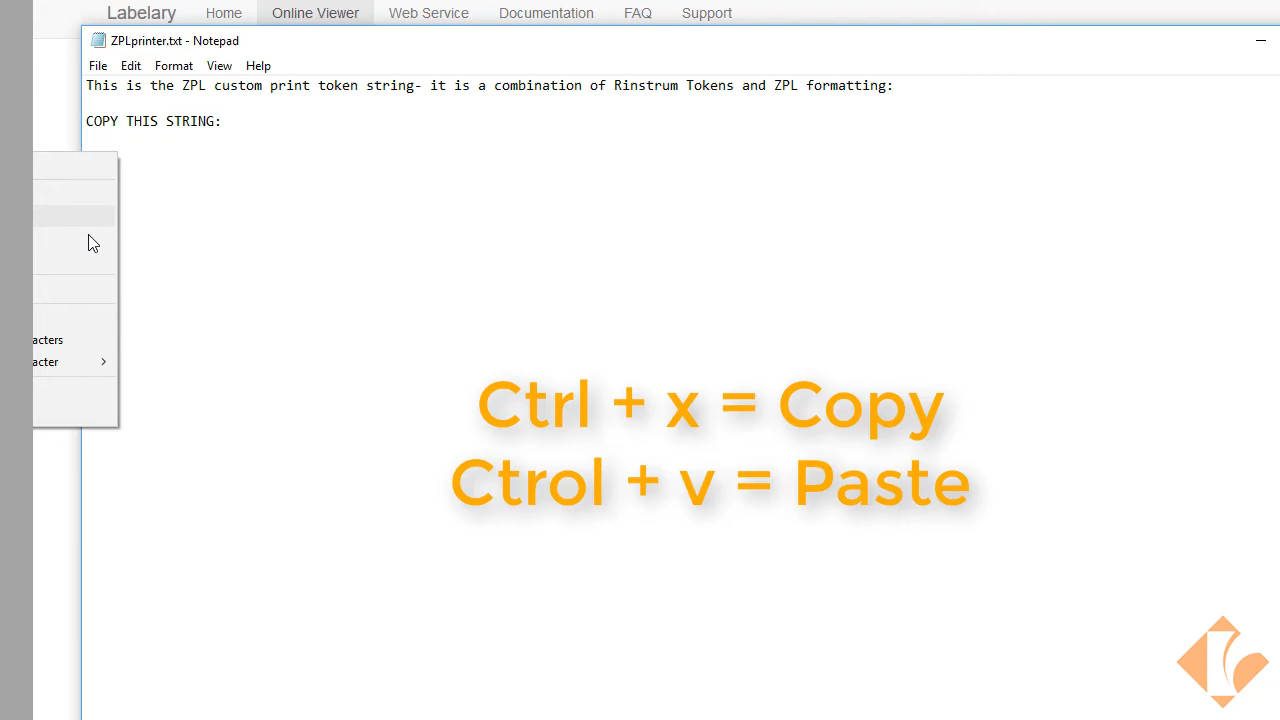 Labelary Home Online Viewer Web Service Documentation FAQ Support
ZPLprinter.txt - Notepad
File Edit Format View Help
This is the ZPL custom print token string- it is a combination of Rinstrum Tokens and ZPL formatting:
COPY THIS STRING:
acters
acter
Ctrl + x = Copy
Ctrol + v = Paste